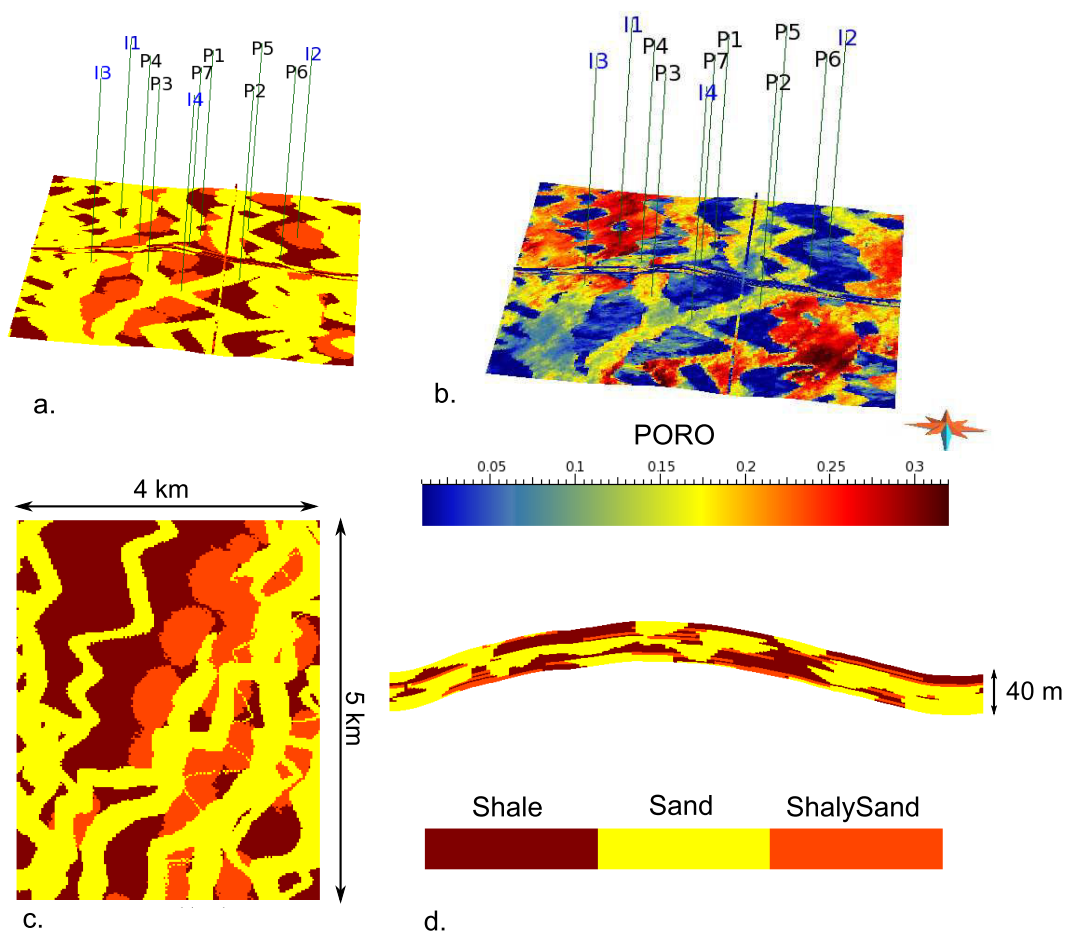 I1
P4
P1
P5
I2
I3
P3
P7
I4
P2
P6
a.
I1
P4
P1
P5
I2
I3
P3
P7
I4
P2
P6
b.
PORO
0.05 0.1 0.15 0.2 0.25 0.3
4 km
5 km
c.
40 m
Shale Sand ShalySand
d.